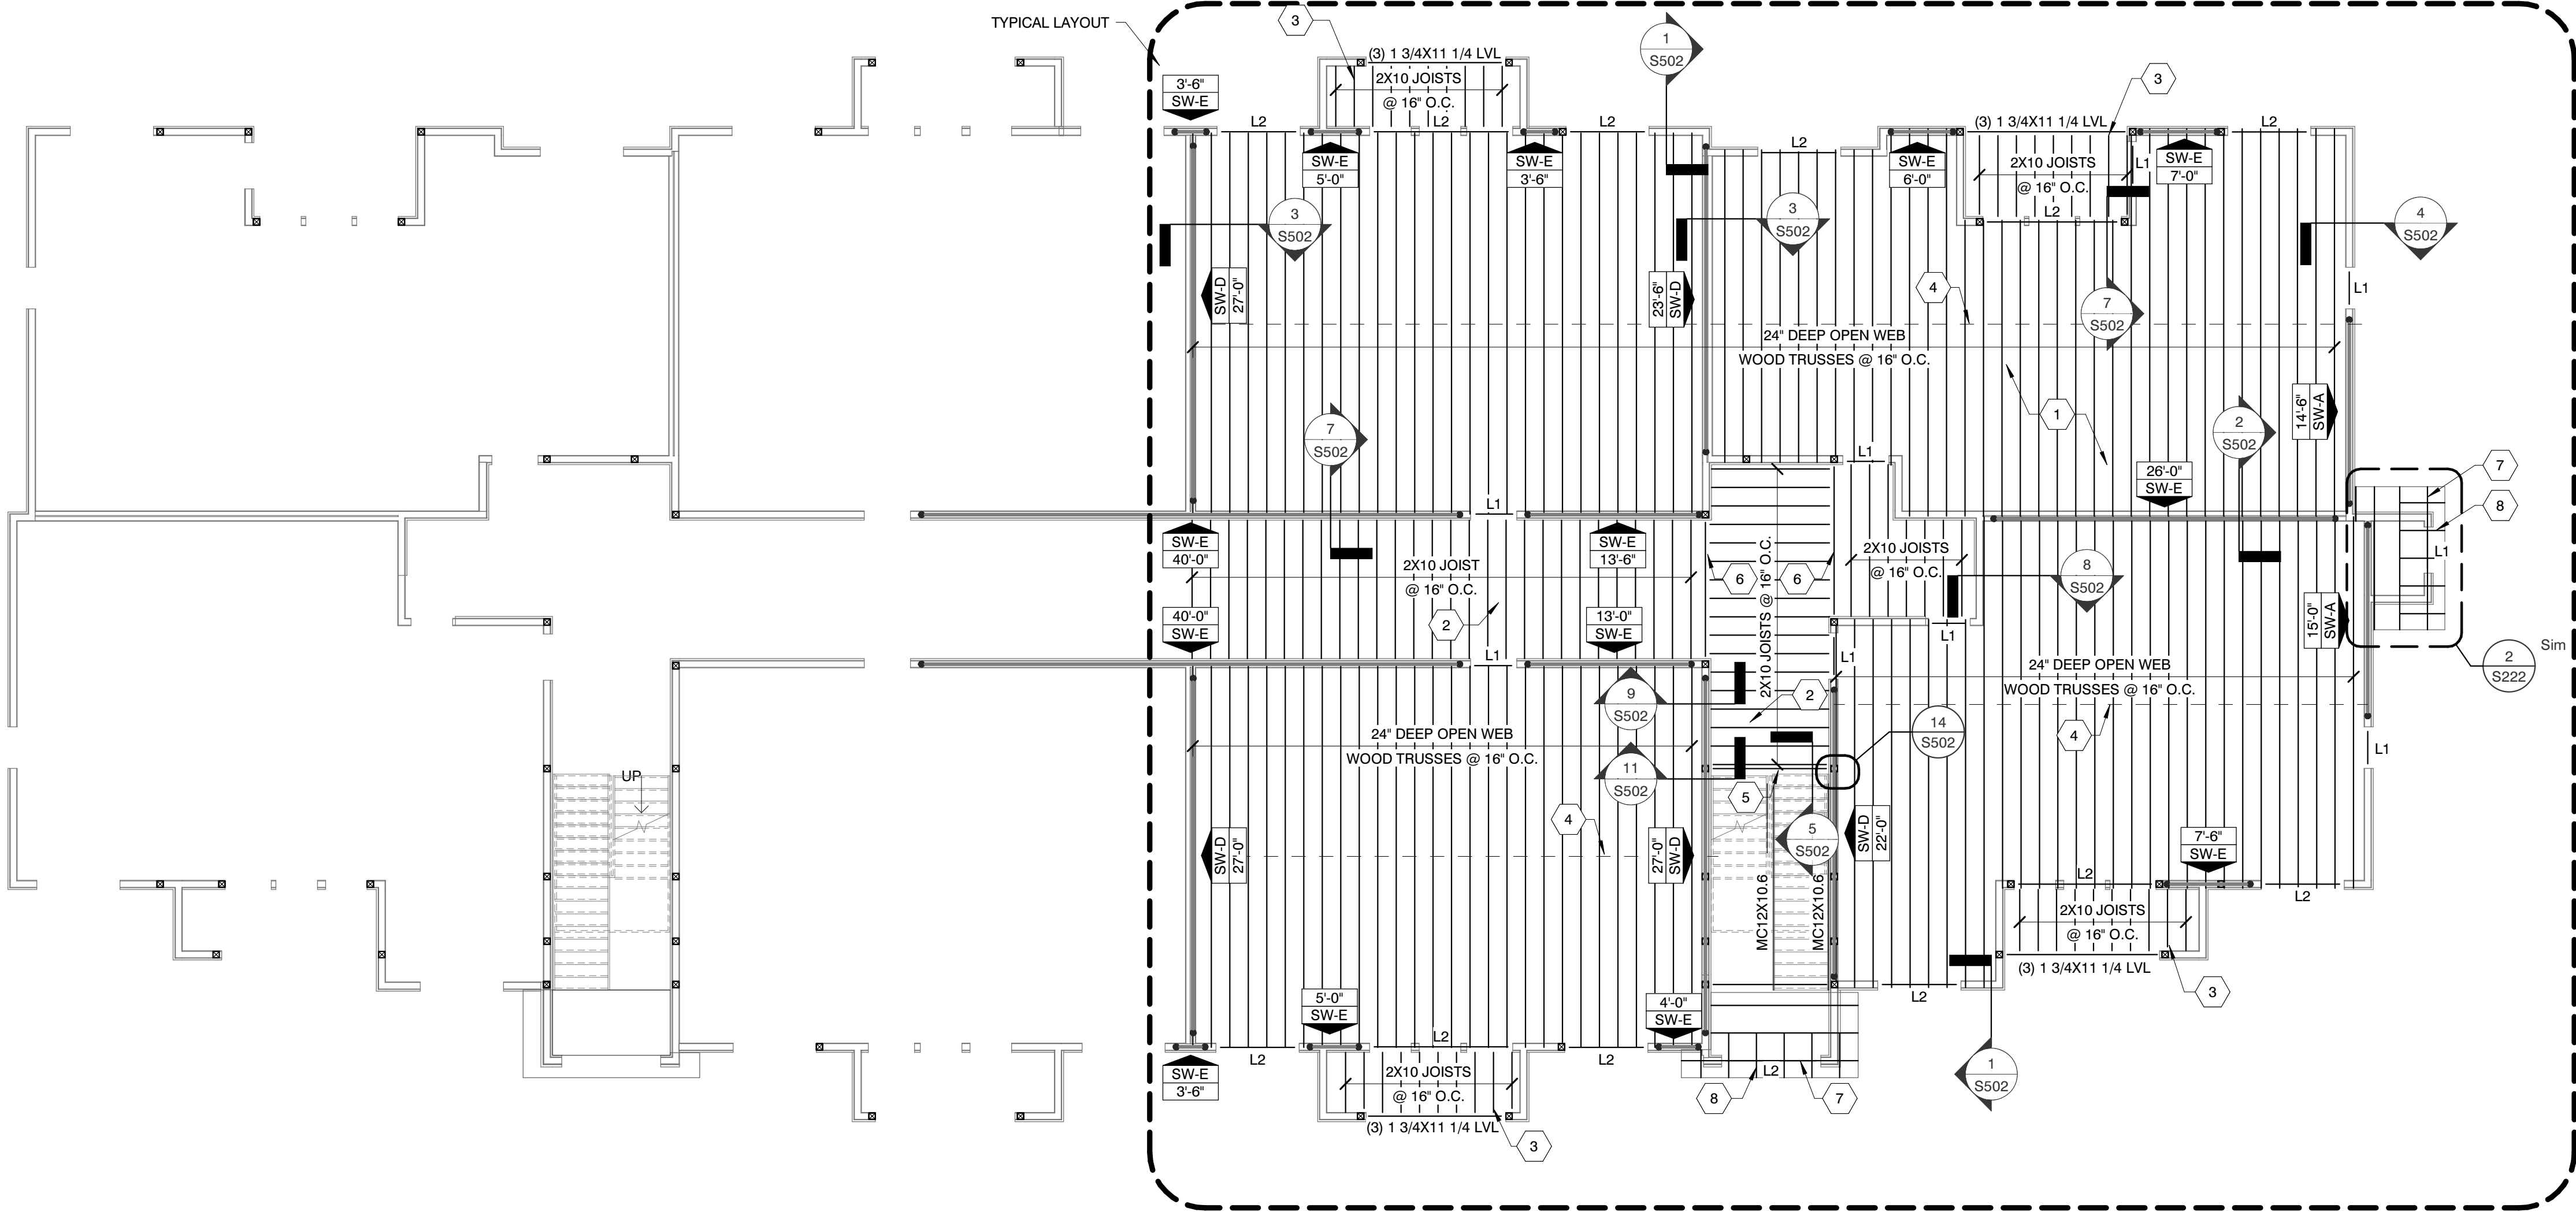 TYPICAL LAYOUT
3
1
S502
(3) 1 3/4X11 1/4 LVL
2X10 JOISTS
@ 16" O.C.
3'-6"
SW-E
3
(3) 1 3/4X11 1/4 LVL
L2
L2
L2
L2
L2
SW-E
5'-0"
SW-E
3'-6"
SW-E
6'-0"
2X10 JOISTS
@ 16" O.C.
L1
SW-E
7'-0"
L2
3
S502
3
S502
4
S502
SW-D
27'-0"
23'-6"
SW-D
4
7
S502
L1
24" DEEP OPEN WEB
WOOD TRUSSES @ 16" O.C.
14'-6"
SW-A
1
7
S502
2
S502
L1
26'-0"
SW-E
7
8
L1
L1
SW-E
40'-0"
SW-E
13'-6"
2X10 JOIST
@ 16" O.C.
6
6
2X10 JOISTS @ 16" O.C.
2X10 JOISTS
@ 16" O.C.
8
S502
40'-0"
SW-E
2
13'-0"
SW-E
15'-0"
SW-A
L1
L1
L1
2
S222
Sim
24" DEEP OPEN WEB
WOOD TRUSSES @ 16" O.C.
9
S502
2
14
S502
4
L1
24" DEEP OPEN WEB
WOOD TRUSSES @ 16" O.C.
11
S502
UP
5
4
5
S502
SW-D
27'-0"
27'-0"
SW-D
SW-D
22'-0"
7'-6"
SW-E
L2
L2
MC12X10.6
MC12X10.6
2X10 JOISTS
@ 16" O.C.
(3) 1 3/4X11 1/4 LVL
L2
3
5'-0"
SW-E
4'-0"
SW-E
L2
L2
L2
L2
SW-E
3'-6"
2X10 JOISTS
@ 16" O.C.
8
7
1
S502
(3) 1 3/4X11 1/4 LVL
3